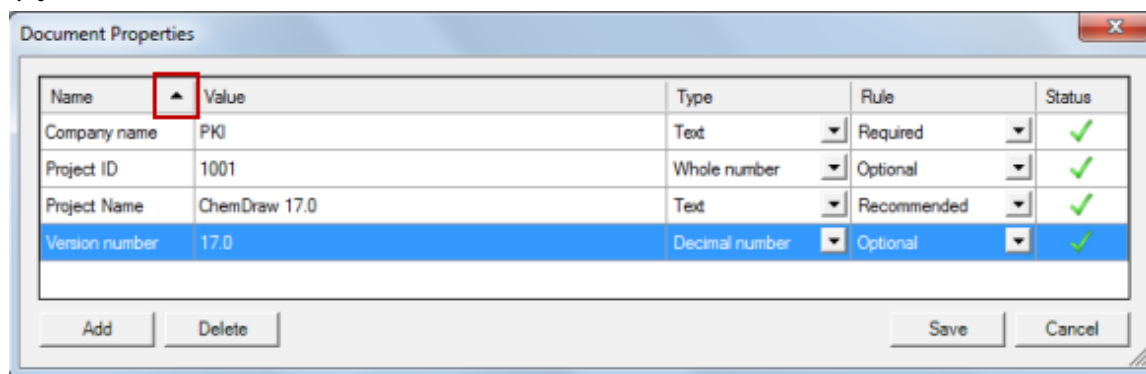 Document Properties
Name Value Type Rule Status
Company name PKI Text Required
Project ID 1001 Whole number Optional
Project Name ChemDraw 17.0 Text Recommended
Version number 17.0 Decimal number Optional
Add Delete Save Cancel